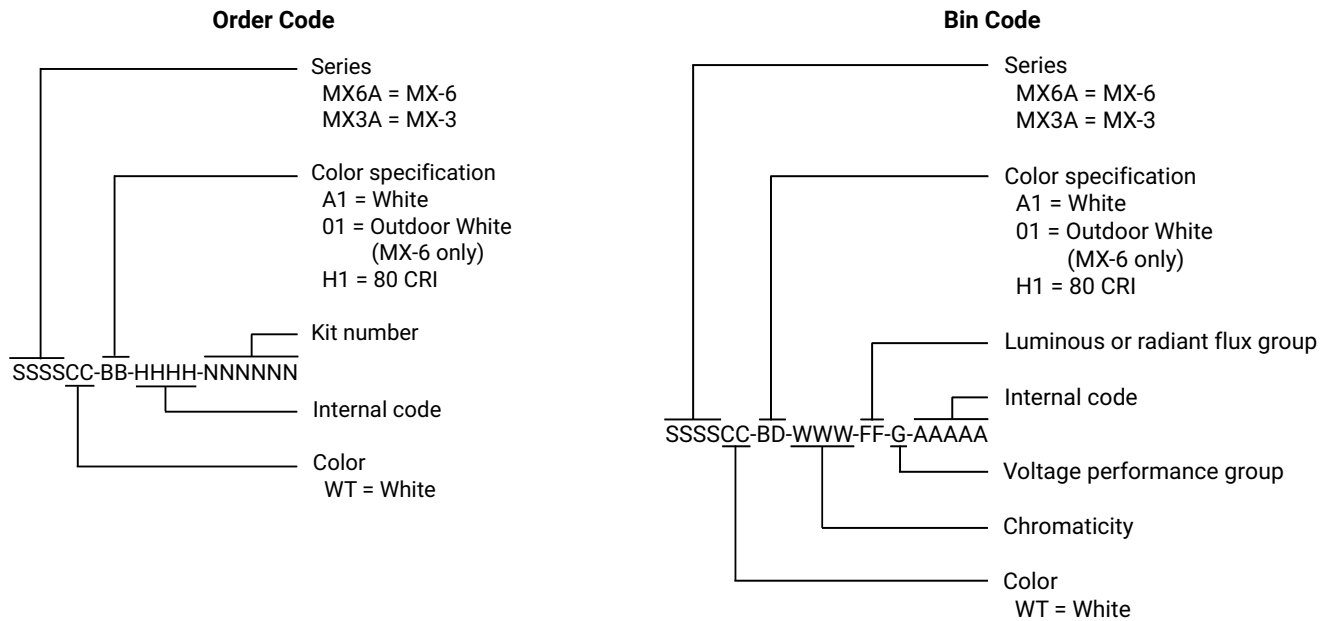 Order Code
Series
MX6A = MX-6
MX3A = MX-3
Color specification
A1 = White
01 = Outdoor White
(MX-6 only)
H1 = 80 CRI
Kit number
SSSSCC-BB-HHHH-NNNNNN
Internal code
Color
WT = White
Bin Code
Series
MX6A = MX-6
MX3A = MX-3
Color specification
A1 = White
01 = Outdoor White
(MX-6 only)
H1 = 80 CRI
Luminous or radiant flux group
Internal code
SSSSCC-BD-WWW-FF-G-AAAAA
Voltage performance group
Chromaticity
Color
WT = White